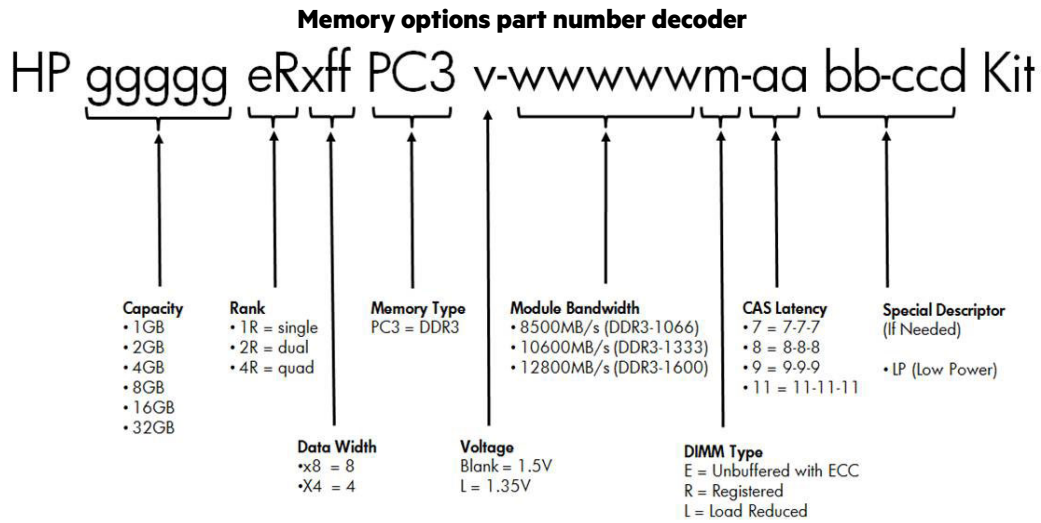 Memory options part number decoder
HP ggggg eRxff PC3 v-wwwwwm-aa bb-ccd Kit
Capacity
• 1GB
• 2GB
• 4GB
• 8GB
• 16GB
• 32GB
Rank
• 1R = single
• 2R = dual
• 4R = quad
Memory Type
PC3 = DDR3
Module Bandwidth
• 8500MB/s (DDR3-1066)
• 10600MB/s (DDR3-1333)
• 12800MB/s (DDR3-1600)
CAS Latency
• 7 = 7-7-7
• 8 = 8-8-8
• 9 = 9-9-9
• 11 = 11-11-11
Special Descriptor
(If Needed)
• LP (Low Power)
Data Width
•x8 = 8
•X4 = 4
Voltage
Blank = 1.5V
L = 1.35V
DIMM Type
E = Unbuffered with ECC
R = Registered
L = Load Reduced